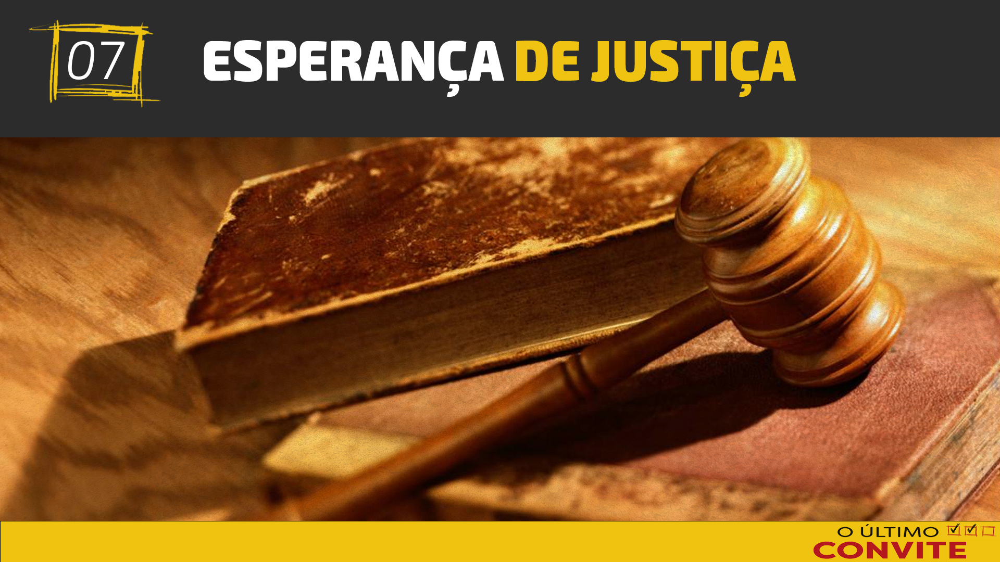 07
ESPERANÇA DE JUSTIÇA
O ÚLTIMO
CONVITE